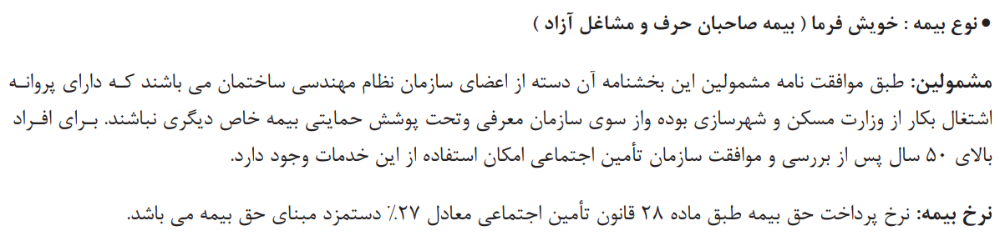 • نوع بیمه : خویش فرما ( بیمه صاحبان حرف و مشاغل آزاد )
مشمولین: طبق موافقت نامه مشمولین این بخشنامه آن دسته از اعضای سازمان نظام مهندسی ساختمان می باشند کـه دارای پروانـه
اشتغال بکار از وزارت مسکن و شهرسازی بوده واز سوی سازمان معرفی وتحت پوشش حمایتی بیمه خاص دیگری نباشند. بـرای افـراد
بالای ۵۰ سال پس از بررسی و موافقت سازمان تأمین اجتماعی امکان استفاده از این خدمات وجود دارد.
نرخ بیمه: نرخ پرداخت حق بیمه طبق ماده ۲۸ قانون تأمین اجتماعی معادل ۲۷٪ دستمزد مبنای حق بیمه می باشد.